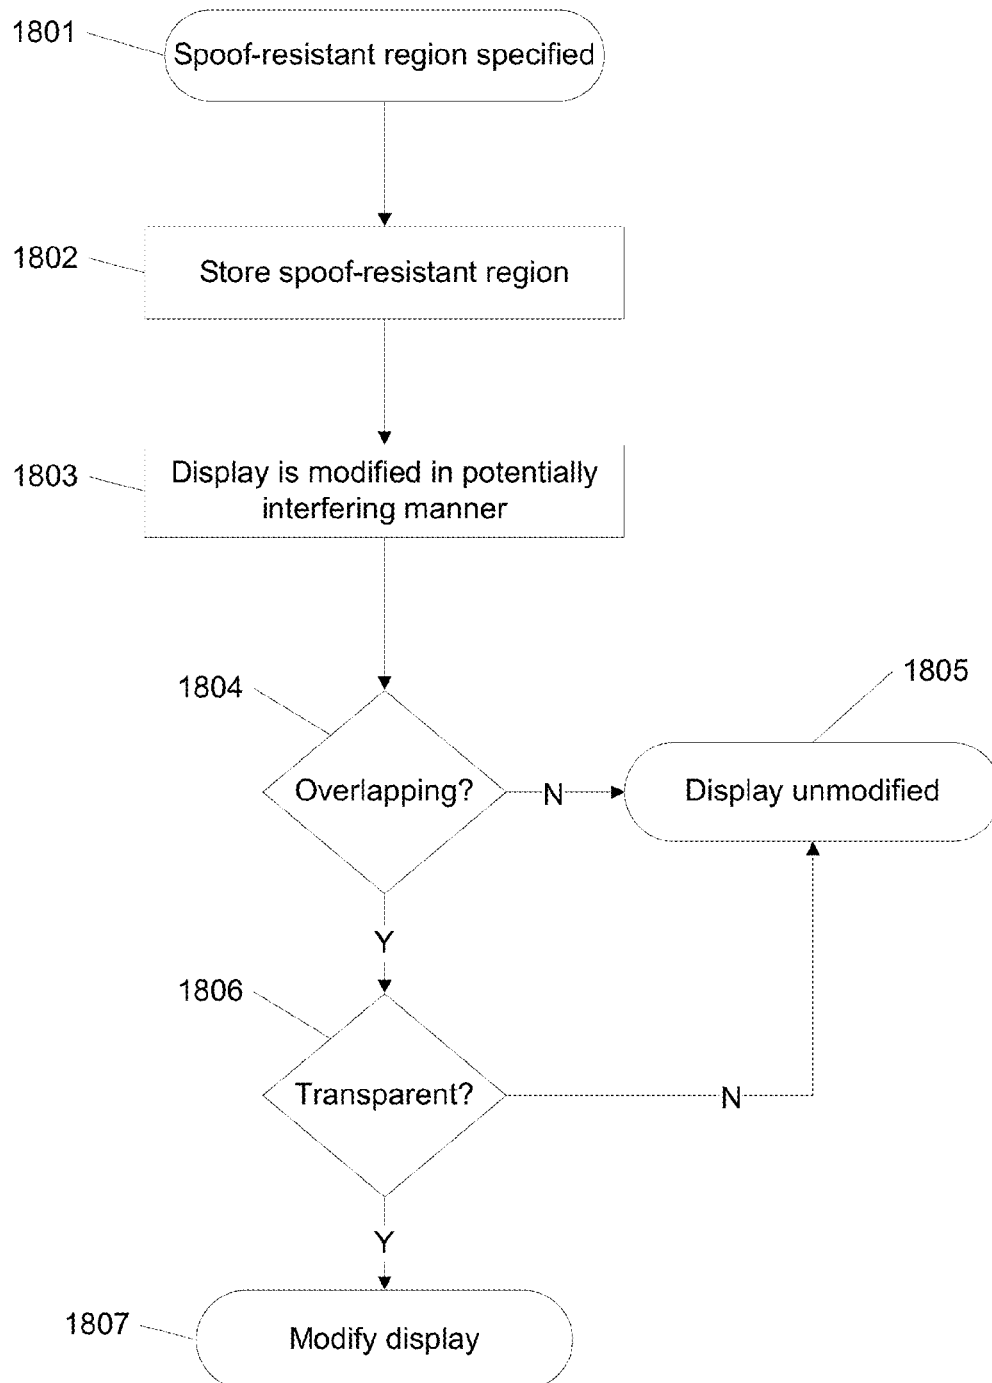 1801
Spoof-resistant region specified
1802
Store spoof-resistant region
1803
Display is modified in potentially
interfering manner
1804
Overlapping?
N
1805
Display unmodified
Y
1806
Transparent?
N
Y
1807
Modify display